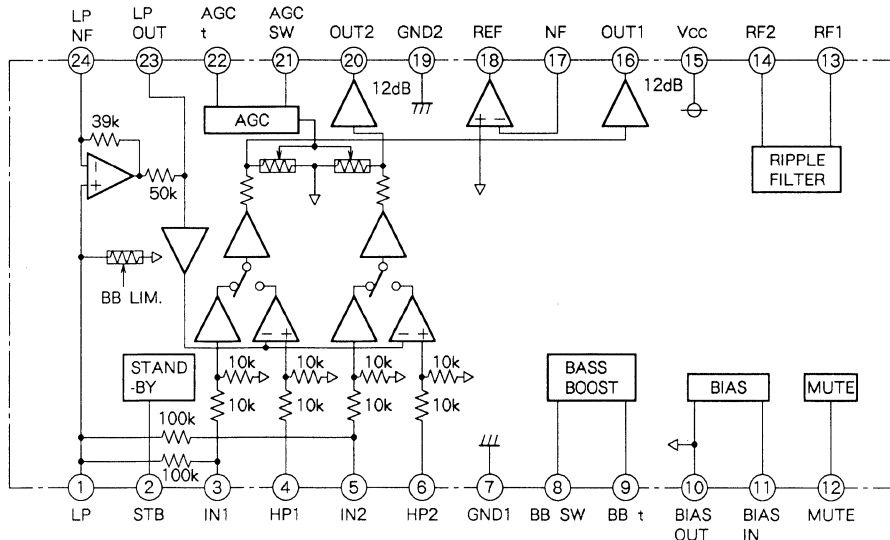 LP NF
LP OUT
AGC t
AGC SW
OUT2
GND2
REF
NF
OUT1
Vcc
RF2
RF1
24
23
22
21
20
19
18
17
16
15
14
13
12dB
12dB
AGC
39k
-
+
50k
+
-
RIPPLE
FILTER
BB LIM.
-
+
+
-
STAND
-BY
10k
10k
10k
10k
10k
10k
10k
10k
BASS
BOOST
BIAS
MUTE
100k
100k
1
2
3
4
5
6
7
8
9
10
11
12
LP
STB
IN1
HP1
IN2
HP2
GND1
BB SW
BB t
BIAS OUT
BIAS IN
MUTE